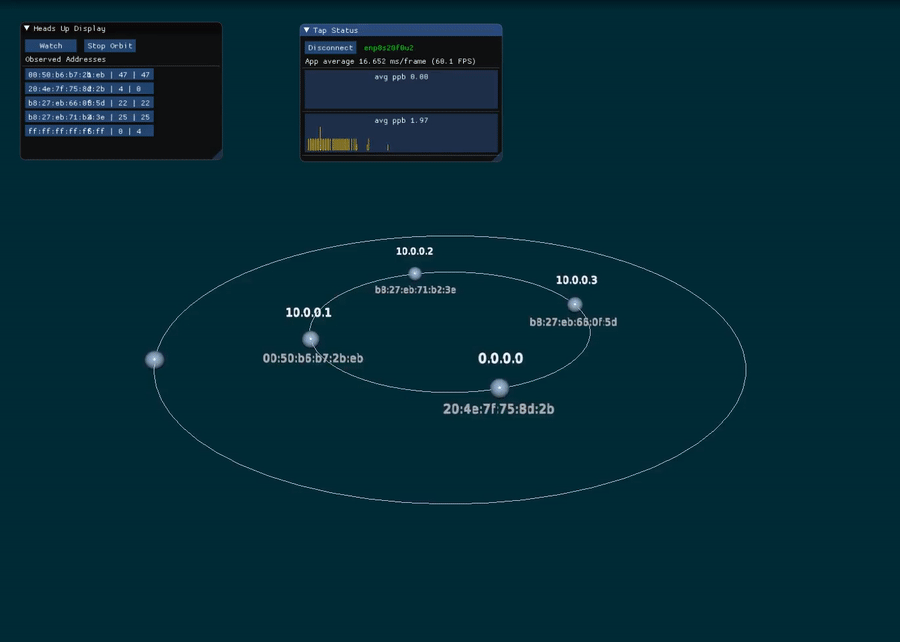 Heads Up Display
Watch Stop Orbit
Observed Addresses
00:50:b6:b7:2b:eb | 47 | 47
20:4e:7f:75:8d:2b | 4 | 0
b8:27:eb:66:0f:5d | 22 | 22
b8:27:eb:71:b2:3e | 25 | 25
ff:ff:ff:ff:ff:ff | 0 | 4
Tap Status
Disconnect enp0s20f0u2
App average 16.652 ms/frame (60.1 FPS)
avg ppb 0.00
avg ppb 1.97
10.0.0.2
b8:27:eb:71:b2:3e
10.0.0.3
b8:27:eb:66:0f:5d
10.0.0.1
00:50:b6:b7:2b:eb
0.0.0.0
20:4e:7f:75:8d:2b